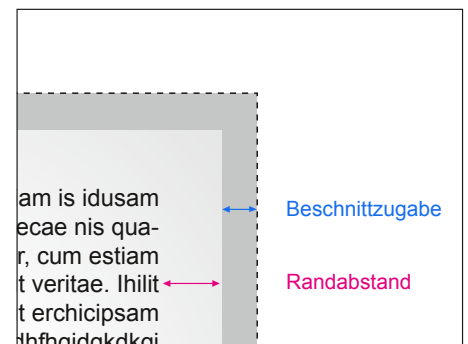 am is idusam
ecae nis qua-
r, cum estiam
t veritae. Ihilit
t erchicipsam
Beschnittzugabe
Randabstand